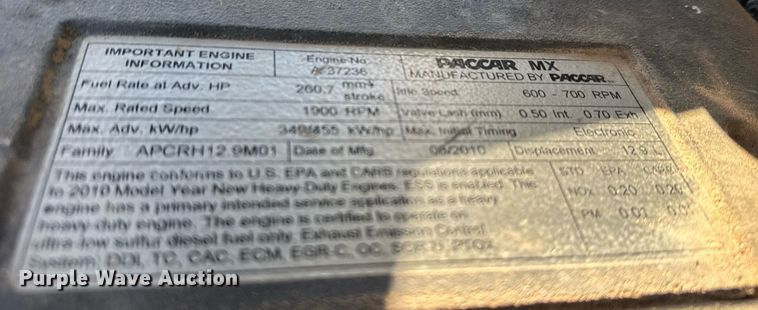 IMPORTANT ENGINE INFORMATION
Engine No. 37236
PACCAR MX
MANUFACTURED BY PACCAR
Fuel Rate at Adv. HP 260.7 mm³ stroke
Idle Speed 600 - 700 RPM
Max. Rated Speed 1900 RPM
Valve Lash (mm) 0.50 Int. 0.70 Exh
Max. Adv. kW/hp 340/455 kW/hp
Max. Initial Timing Electronic
Family APCRH12.9M01
Date of Mfg. 06/2010
Displacement 12.9 L
This engine conforms to U.S. EPA and CARB regulations applicable
to 2010 Model Year New Heavy-Duty Engines. ESS is enabled. This
engine has a primary intended service application as a heavy
heavy duty engine. The engine is certified to operate on
ultra-low sulfur diesel fuel only. Exhaust Emission Control
System: DDI, TC, CAC, ECM, EGR-C, OC, SCR-U,
STD EPA CARB
NOx 0.20 0.20
PM 0.01 0.0
Purple Wave Auction